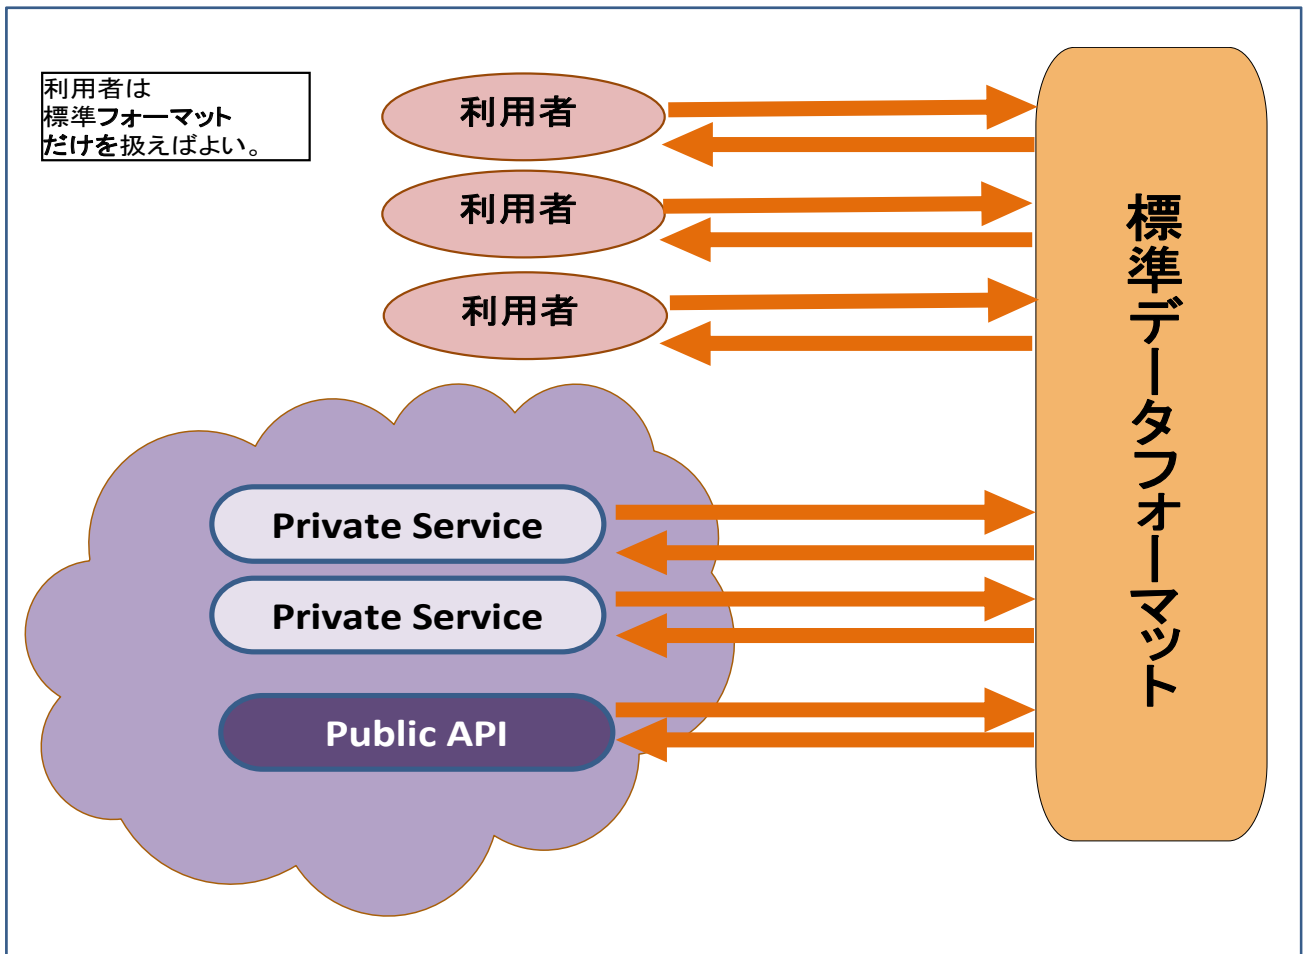 利用者は
標準フォーマット
だけを扱えばよい。
利用者
利用者
利用者
標準データフォーマット
Private Service
Private Service
Public API